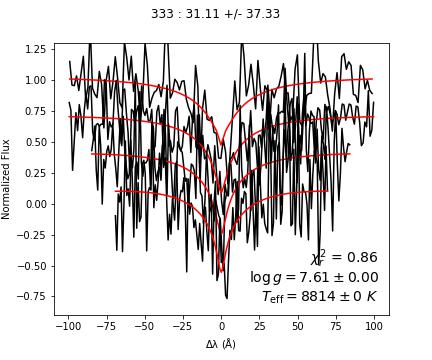 333 : 31.11 +/- 37.33
Normalized Flux
1.25
1.00
0.75
0.50
0.25
0.00
−0.25
−0.50
−0.75
χ²ᵣ = 0.86
log g = 7.61 ± 0.00
T_eff = 8814 ± 0 K
−100 −75 −50 −25 0 25 50 75 100
Δλ (Å)